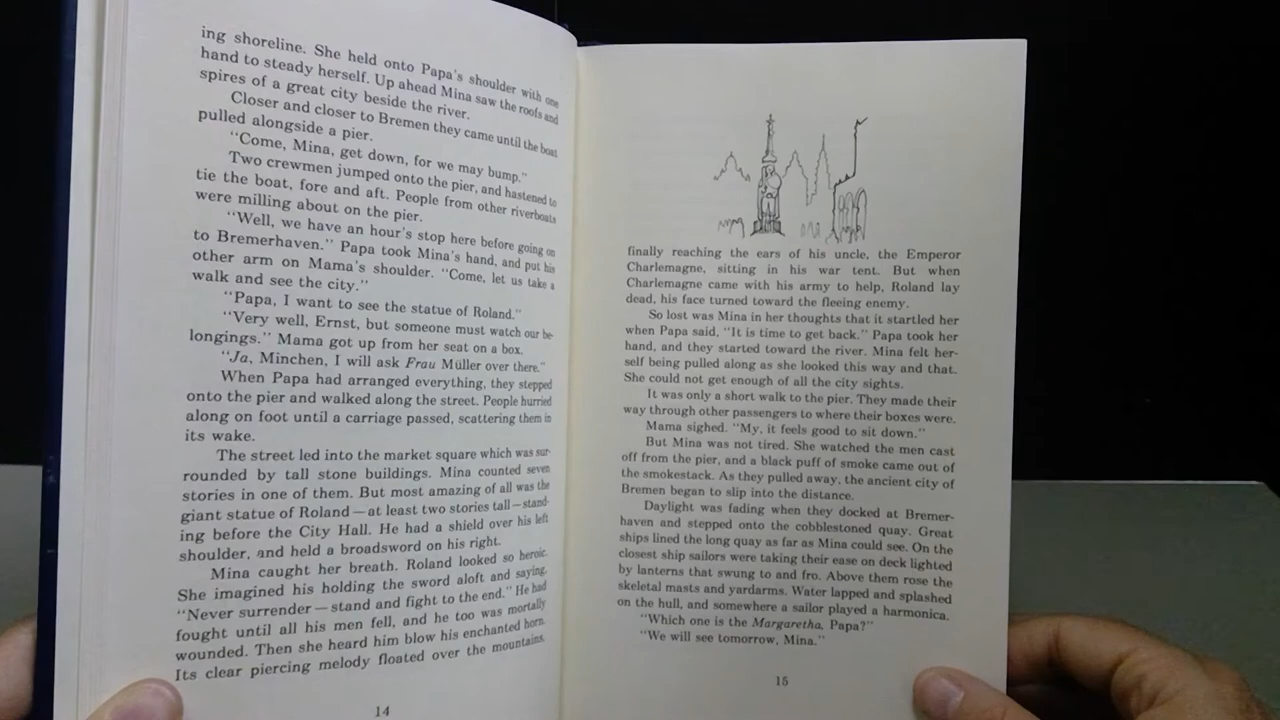 ing shoreline. She held onto Papa's shoulder with one
hand to steady herself. Up ahead Mina saw the roofs and
spires of a great city beside the river.
Closer and closer to Bremen they came until the boat
pulled alongside a pier.
"Come, Mina, get down, for we may bump."
Two crewmen jumped onto the pier, and hastened to
tie the boat, fore and aft. People from other riverboats
were milling about on the pier.
"Well, we have an hour's stop here before going on
to Bremerhaven." Papa took Mina's hand, and put his
other arm on Mama's shoulder. "Come, let us take a
walk and see the city."
"Papa, I want to see the statue of Roland."
"Very well, Ernst, but someone must watch our be-
longings." Mama got up from her seat on a box.
"Ja, Minchen, I will ask Frau Müller over there."
When Papa had arranged everything, they stepped
onto the pier and walked along the street. People hurried
along on foot until a carriage passed, scattering them in
its wake.
The street led into the market square which was sur-
rounded by tall stone buildings. Mina counted seven
stories in one of them. But most amazing of all was the
giant statue of Roland—at least two stories tall—stand-
ing before the City Hall. He had a shield over his left
shoulder, and held a broadsword on his right.
Mina caught her breath. Roland looked so heroic.
She imagined his holding the sword aloft and saying,
"Never surrender—stand and fight to the end." He had
fought until all his men fell, and he too was mortally
wounded. Then she heard him blow his enchanted horn.
Its clear piercing melody floated over the mountains,
14
finally reaching the ears of his uncle, the Emperor
Charlemagne, sitting in his war tent. But when
Charlemagne came with his army to help, Roland lay
dead, his face turned toward the fleeing enemy.
So lost was Mina in her thoughts that it startled her
when Papa said, "It is time to get back." Papa took her
hand, and they started toward the river. Mina felt her-
self being pulled along as she looked this way and that.
She could not get enough of all the city sights.
It was only a short walk to the pier. They made their
way through other passengers to where their boxes were.
Mama sighed. "My, it feels good to sit down."
But Mina was not tired. She watched the men cast
off from the pier, and a black puff of smoke came out of
the smokestack. As they pulled away, the ancient city of
Bremen began to slip into the distance.
Daylight was fading when they docked at Bremer-
haven and stepped onto the cobblestoned quay. Great
ships lined the long quay as far as Mina could see. On the
closest ship sailors were taking their ease on deck lighted
by lanterns that swung to and fro. Above them rose the
skeletal masts and yardarms. Water lapped and splashed
on the hull, and somewhere a sailor played a harmonica.
"Which one is the Margaretha, Papa?"
"We will see tomorrow, Mina."
15